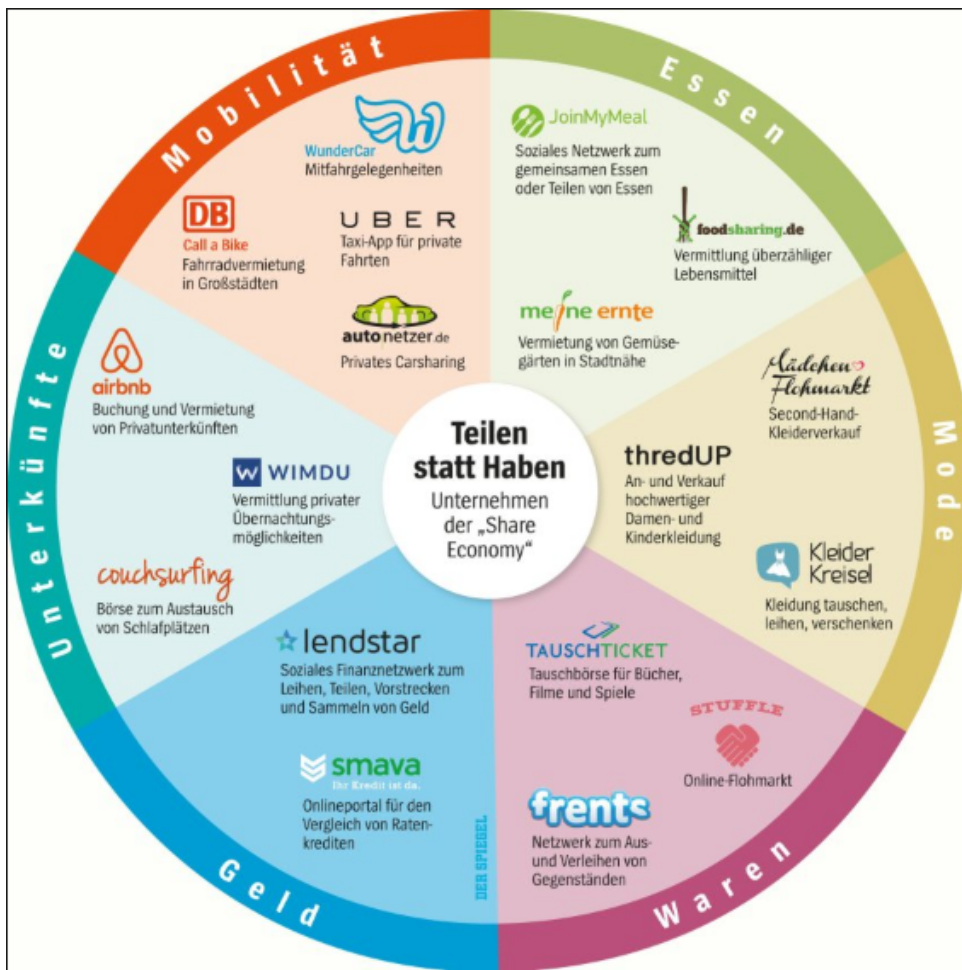 Mobilität
WunderCar
Mitfahrgelegenheiten
DB
Call a Bike
Fahrradvermietung
in Großstädten
UBER
Taxi-App für private
Fahrten
autonetzer.de
Privates Carsharing
Essen
JoinMyMeal
Soziales Netzwerk zum
gemeinsamen Essen
oder Teilen von Essen
foodsharing.de
Vermittlung überzähliger
Lebensmittel
meine ernte
Vermietung von Gemüse-
gärten in Stadtnähe
Mode
Mädchen
Flohmarkt
Second-Hand-
Kleiderverkauf
thredUP
An- und Verkauf
hochwertiger
Damen- und
Kinderkleidung
Kleider
Kreisel
Kleidung tauschen,
leihen, verschenken
Waren
TAUSCHTICKET
Tauschbörse für Bücher,
Filme und Spiele
STUFFLE
Online-Flohmarkt
frents
Netzwerk zum Aus-
und Verleihen von
Gegenständen
Geld
lendstar
Soziales Finanznetzwerk zum
Leihen, Teilen, Vorstrecken
und Sammeln von Geld
smava
Ihr Kredit ist da.
Onlineportal für den
Vergleich von Raten-
krediten
DER SPIEGEL
Unterkünfte
airbnb
Buchung und Vermietung
von Privatunterkünften
W WIMDU
Vermittlung privater
Übernachtungs-
möglichkeiten
couchsurfing
Börse zum Austausch
von Schlafplätzen
Teilen
statt Haben
Unternehmen
der „Share
Economy“